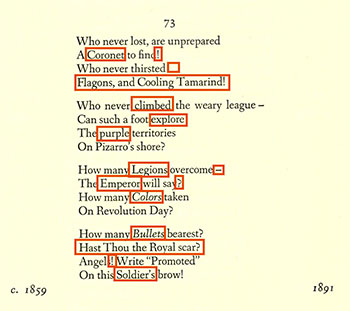 73
Who never lost, are unprepared
A Coronet to find!
Who never thirsted
Flagons, and Cooling Tamarind!
Who never climbed the weary league –
Can such a foot explore
The purple territories
On Pizarro's shore?
How many Legions overcome –
The Emperor will say?
How many Colors taken
On Revolution Day?
How many Bullets bearest?
Hast Thou the Royal scar?
Angels! Write "Promoted"
On this Soldier's brow!
c. 1859
1891